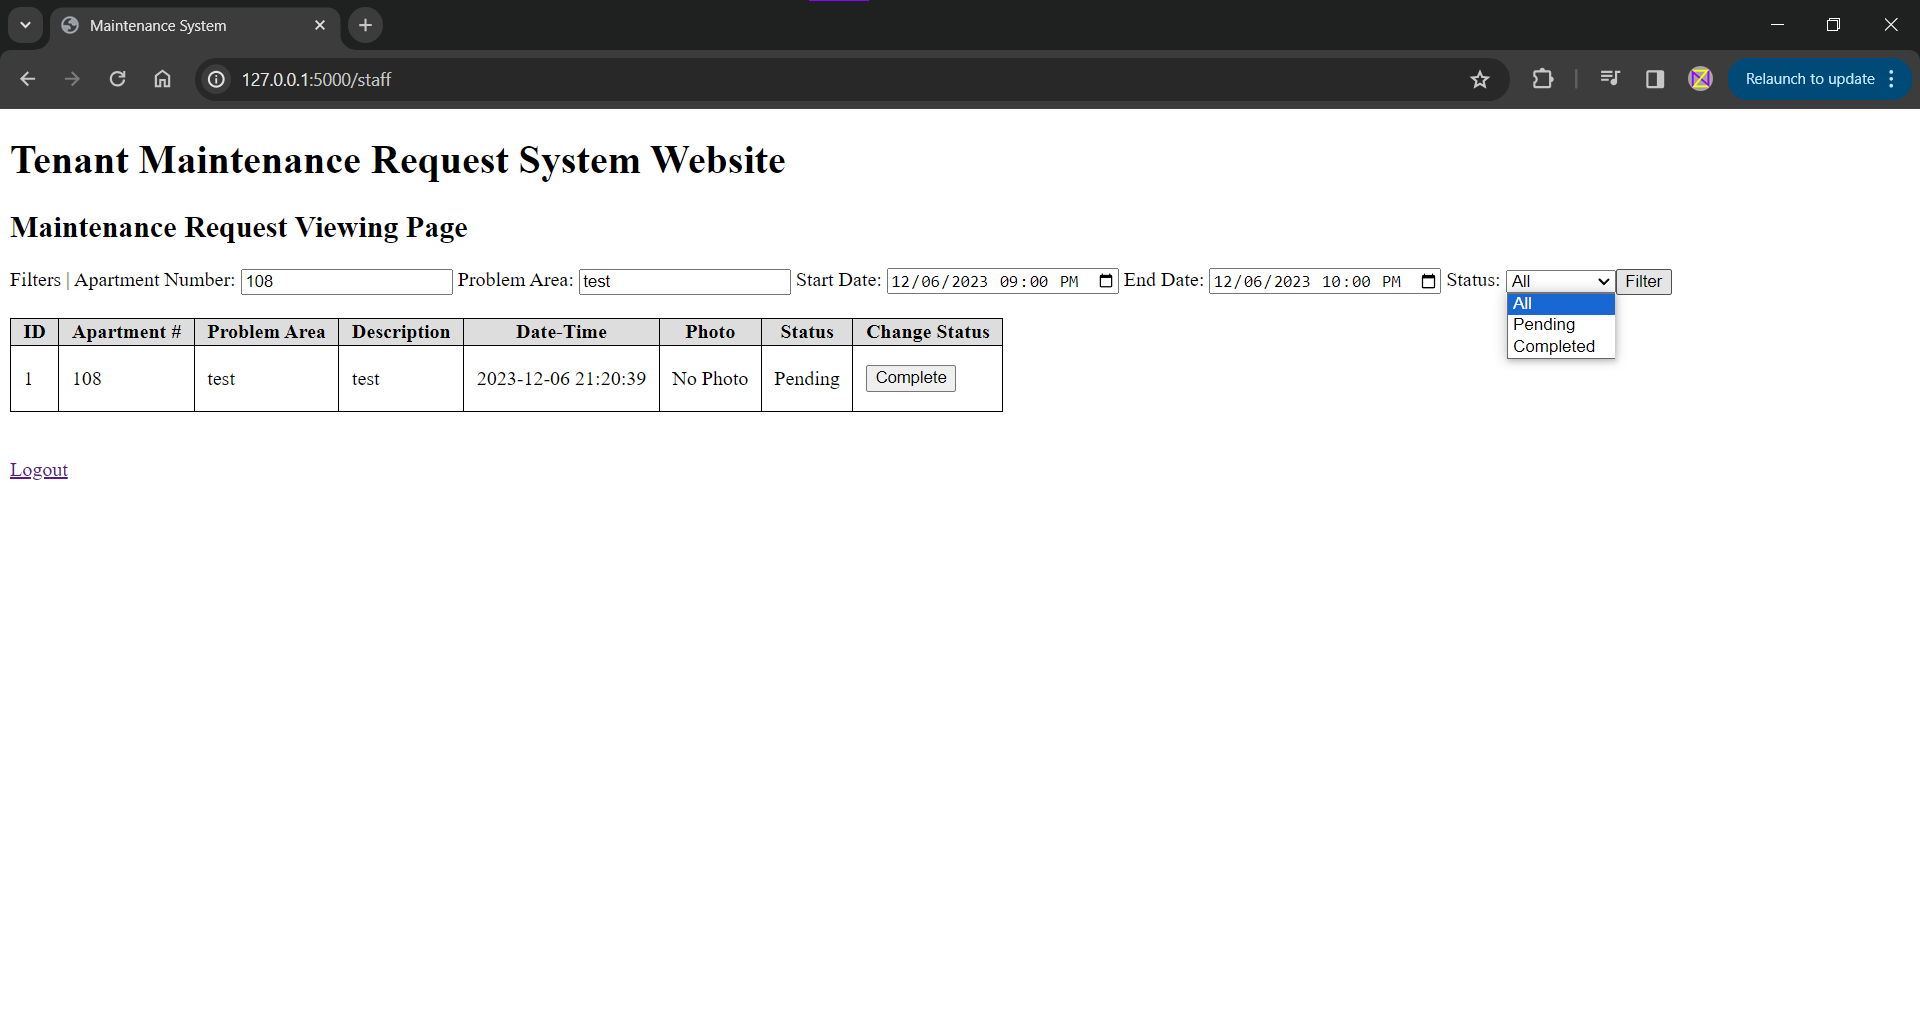 Maintenance System
127.0.0.1:5000/staff
Relaunch to update
Tenant Maintenance Request System Website
Maintenance Request Viewing Page
Filters | Apartment Number: 108 Problem Area: test Start Date: 12/06/2023 09:00 PM End Date: 12/06/2023 10:00 PM Status: All Filter
All
Pending
Completed
ID Apartment # Problem Area Description Date-Time Photo Status Change Status
1 108 test test 2023-12-06 21:20:39 No Photo Pending Complete
Logout